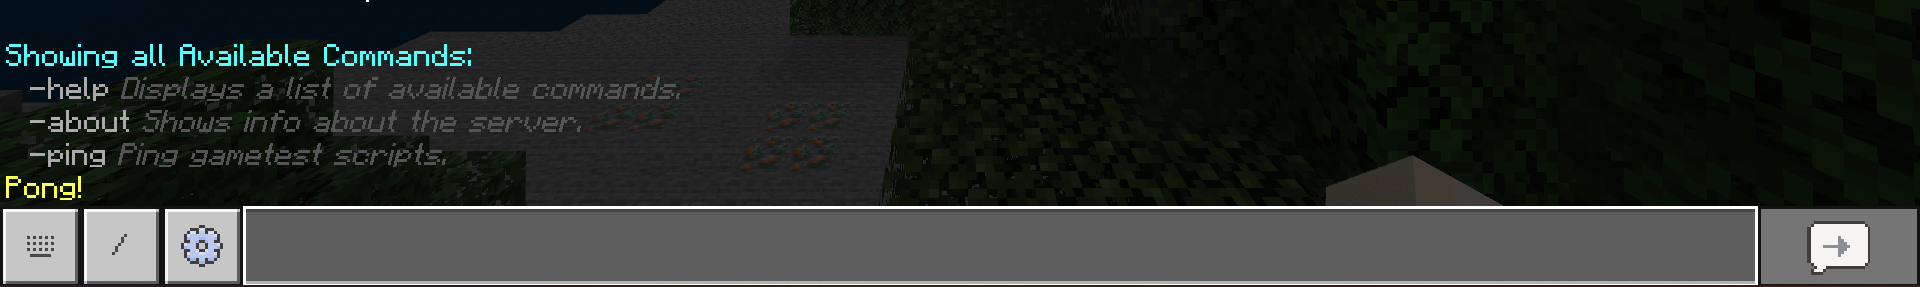 Showing all Available Commands:
-help Displays a list of available commands.
-about Shows info about the server.
-ping Ping gametest scripts.
Pong!
/